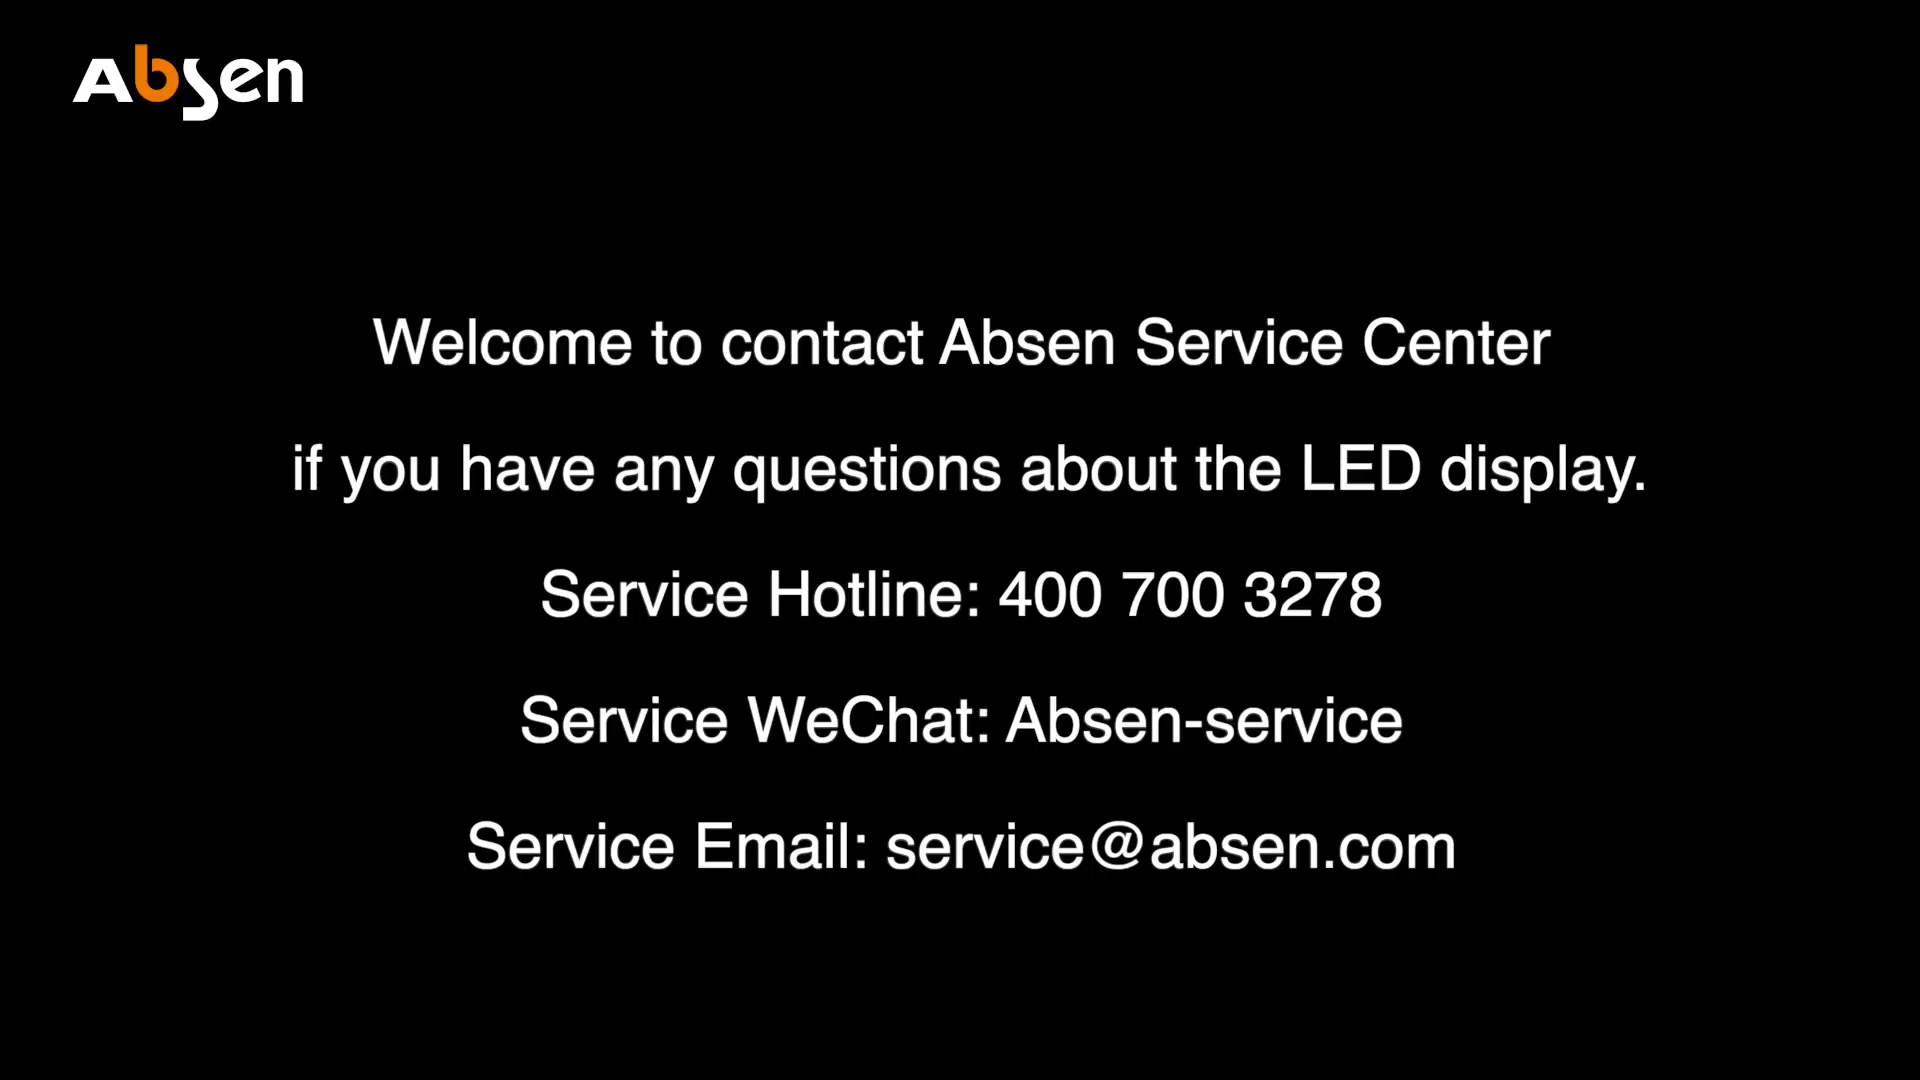 Absen
Welcome to contact Absen Service Center
if you have any questions about the LED display.
Service Hotline: 400 700 3278
Service WeChat: Absen-service
Service Email: service@absen.com